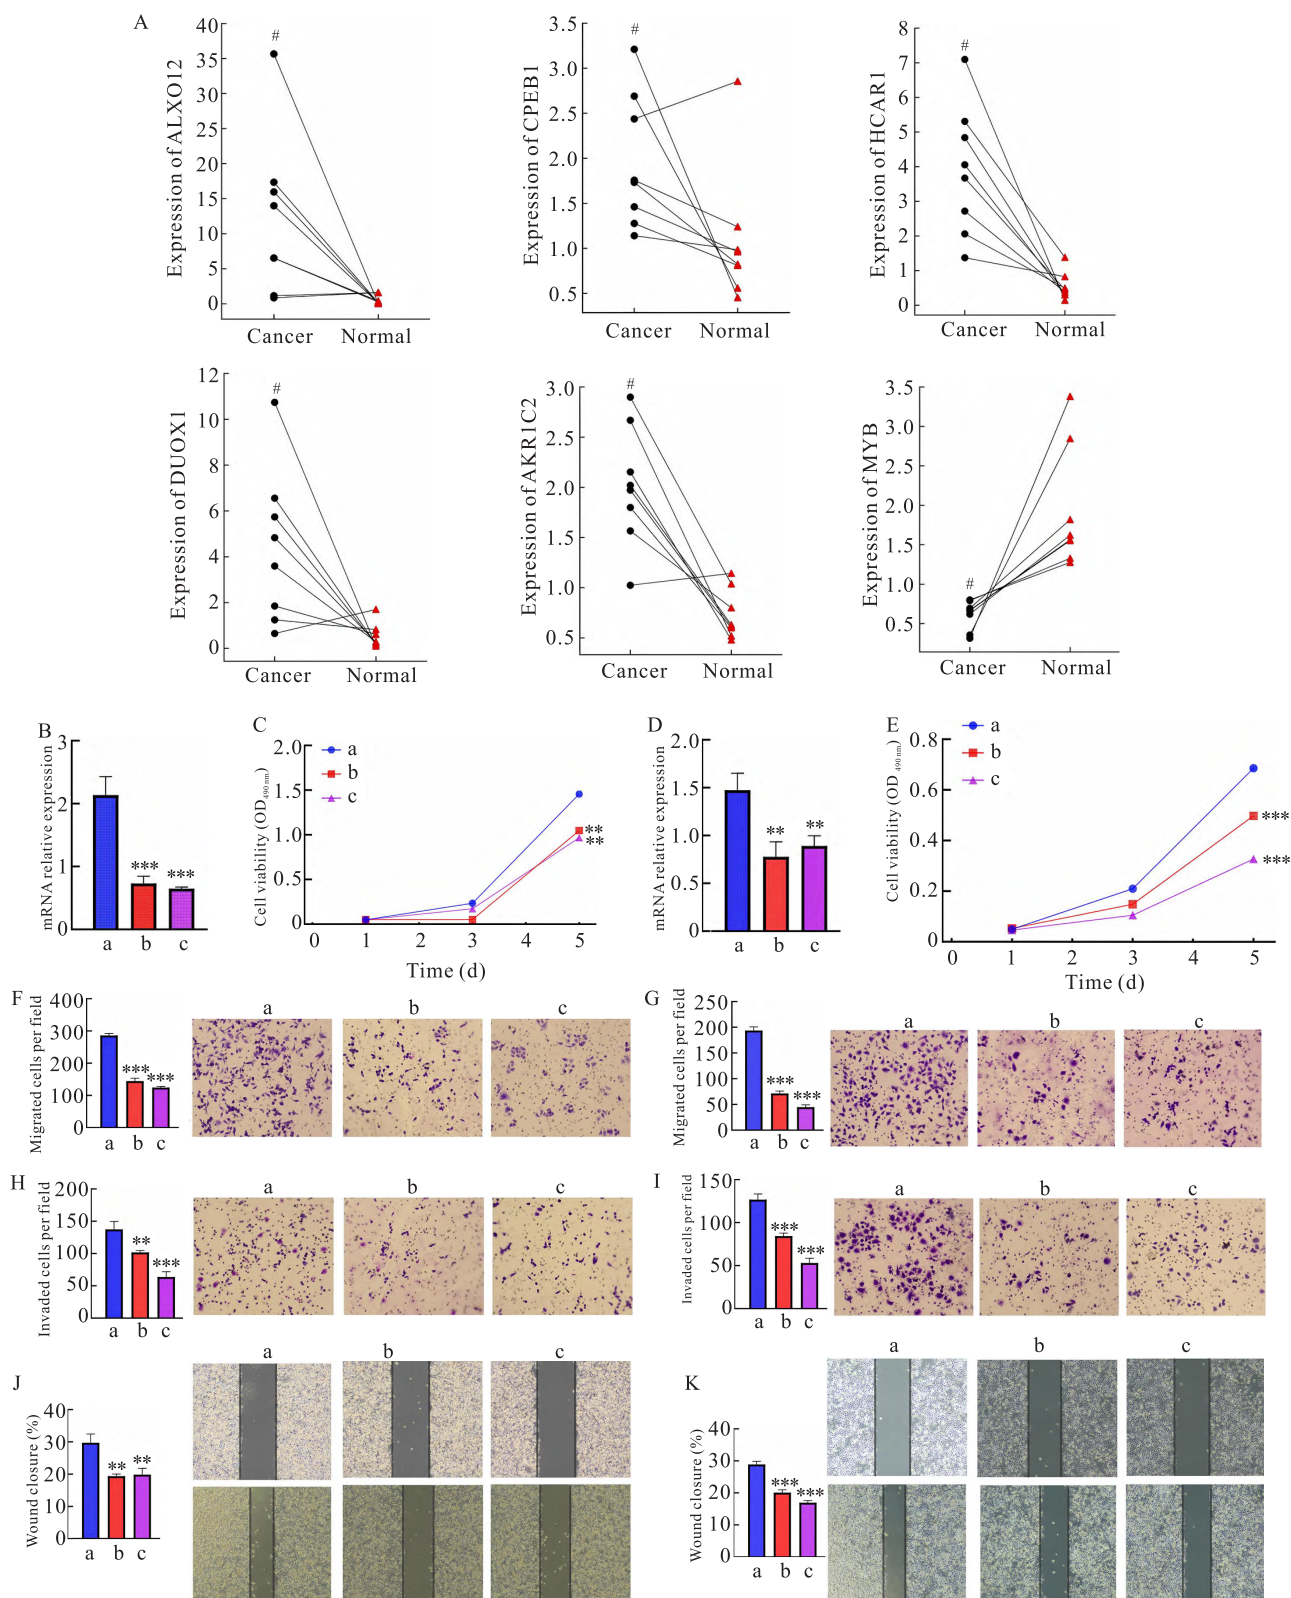 A
Expression of ALXO12
40
35
30
25
20
15
10
5
0
#
Cancer Normal
Expression of CPEB1
3.5
3.0
2.5
2.0
1.5
1.0
0.5
#
Cancer Normal
Expression of HCAR1
8
7
6
5
4
3
2
1
0
#
Cancer Normal
Expression of DUOX1
12
10
8
6
4
2
0
#
Cancer Normal
Expression of AKR1C2
3.0
2.5
2.0
1.5
1.0
0.5
#
Cancer Normal
Expression of MYB
3.5
3.0
2.5
2.0
1.5
1.0
0.5
#
Cancer Normal
B
mRNA relative expression
3
2
1
0
*** ***
a b c
C
Cell viability (OD490 nm)
2.0
1.5
1.0
0.5
0
a
b
c
**
**
0 1 2 3 4 5
Time (d)
D
mRNA relative expression
2.0
1.5
1.0
0.5
0
** **
a b c
E
Cell viability (OD 490 nm)
0.8
0.6
0.4
0.2
0
a
b
c
***
***
0 1 2 3 4 5
Time (d)
F
Migrated cells per field
400
300
200
100
0
*** ***
a b c
a b c
G
Migrated cells per field
250
200
150
100
50
0
*** ***
a b c
a b c
H
Invaded cells per field
200
150
100
50
0
** ***
a b c
a b c
I
Invaded cells per field
150
100
50
0
*** ***
a b c
a b c
J
Wound closure (%)
40
30
20
10
0
** **
a b c
a b c
K
Wound closure (%)
40
30
20
10
0
*** ***
a b c
a b c